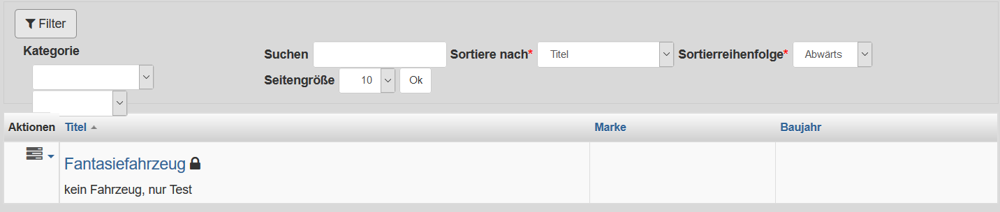 Filter
Kategorie
Suchen Sortiere nach* Titel Sortierreihenfolge* Abwärts
Seitengröße 10 Ok
Aktionen Titel Marke Baujahr
Fantasiefahrzeug
kein Fahrzeug, nur Test